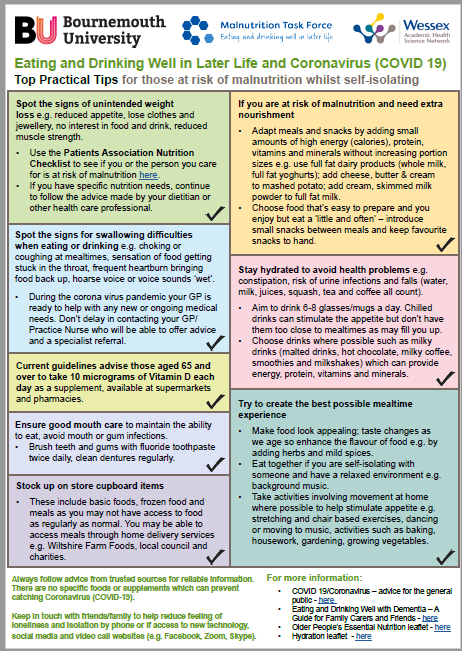 BU Bournemouth
University
Malnutrition Task Force
Eating and drinking well in later life
Wessex
Academic Health
Science Network
Eating and Drinking Well in Later Life and Coronavirus (COVID 19)
Top Practical Tips for those at risk of malnutrition whilst self-isolating
Spot the signs of unintended weight
loss e.g. reduced appetite, lose clothes and
jewellery, no interest in food and drink, reduced
muscle strength.
• Use the Patients Association Nutrition
Checklist to see if you or the person you care
for is at risk of malnutrition here.
• If you have specific nutrition needs, continue
to follow the advice made by your dietitian or
other health care professional.
Spot the signs for swallowing difficulties
when eating or drinking e.g. choking or
coughing at mealtimes, sensation of food getting
stuck in the throat, frequent heartburn bringing
food back up, hoarse voice or voice sounds 'wet'.
• During the corona virus pandemic your GP is
ready to help with any new or ongoing medical
needs. Don't delay in contacting your GP/
Practice Nurse who will be able to offer advice
and a specialist referral.
Current guidelines advise those aged 65 and
over to take 10 micrograms of Vitamin D each
day as a supplement, available at supermarkets
and pharmacies.
Ensure good mouth care to maintain the ability
to eat, avoid mouth or gum infections.
• Brush teeth and gums with fluoride toothpaste
twice daily, clean dentures regularly.
Stock up on store cupboard items
• These include basic foods, frozen food and
meals as you may not have access to food
as regularly as normal. You may be able to
access meals through home delivery services
e.g. Wiltshire Farm Foods, local council and
charities.
If you are at risk of malnutrition and need extra
nourishment
• Adapt meals and snacks by adding small
amounts of high energy (calories), protein,
vitamins and minerals without increasing portion
sizes e.g. use full fat dairy products (whole milk,
full fat yoghurts); add cheese, butter & cream
to mashed potato; add cream, skimmed milk
powder to full fat milk.
• Choose food that's easy to prepare and you
enjoy but eat a 'little and often' – introduce
small snacks between meals and keep favourite
snacks to hand.
Stay hydrated to avoid health problems e.g.
constipation, risk of urine infections and falls (water,
milk, juices, squash, tea and coffee all count).
• Aim to drink 6-8 glasses/mugs a day. Chilled
drinks can stimulate the appetite but don't have
them too close to mealtimes as may fill you up.
• Choose drinks where possible such as milky
drinks (malted drinks, hot chocolate, milky coffee,
smoothies and milkshakes) which can provide
energy, protein, vitamins and minerals.
Try to create the best possible mealtime
experience
• Make food look appealing; taste changes as
we age so enhance the flavour of food e.g. by
adding herbs and mild spices.
• Eat together if you are self-isolating with
someone and have a relaxed environment e.g.
background music.
• Take activities involving movement at home
where possible to help stimulate appetite e.g.
stretching and chair based exercises, dancing
or moving to music, activities such as baking,
housework, gardening, growing vegetables.
Always follow advice from trusted sources for reliable information.
There are no specific foods or supplements which can prevent
catching Coronavirus (COVID-19).
Keep in touch with friends/family to help reduce feeling of
loneliness and isolation by phone or if access to new technology,
social media and video call websites (e.g. Facebook, Zoom, Skype).
For more information:
• COVID 19/Coronavirus – advice for the general
public - here
• Eating and Drinking Well with Dementia – A
Guide for Family Carers and Friends - here
• Older People's Essential Nutrition leaflet - here
• Hydration leaflet - here